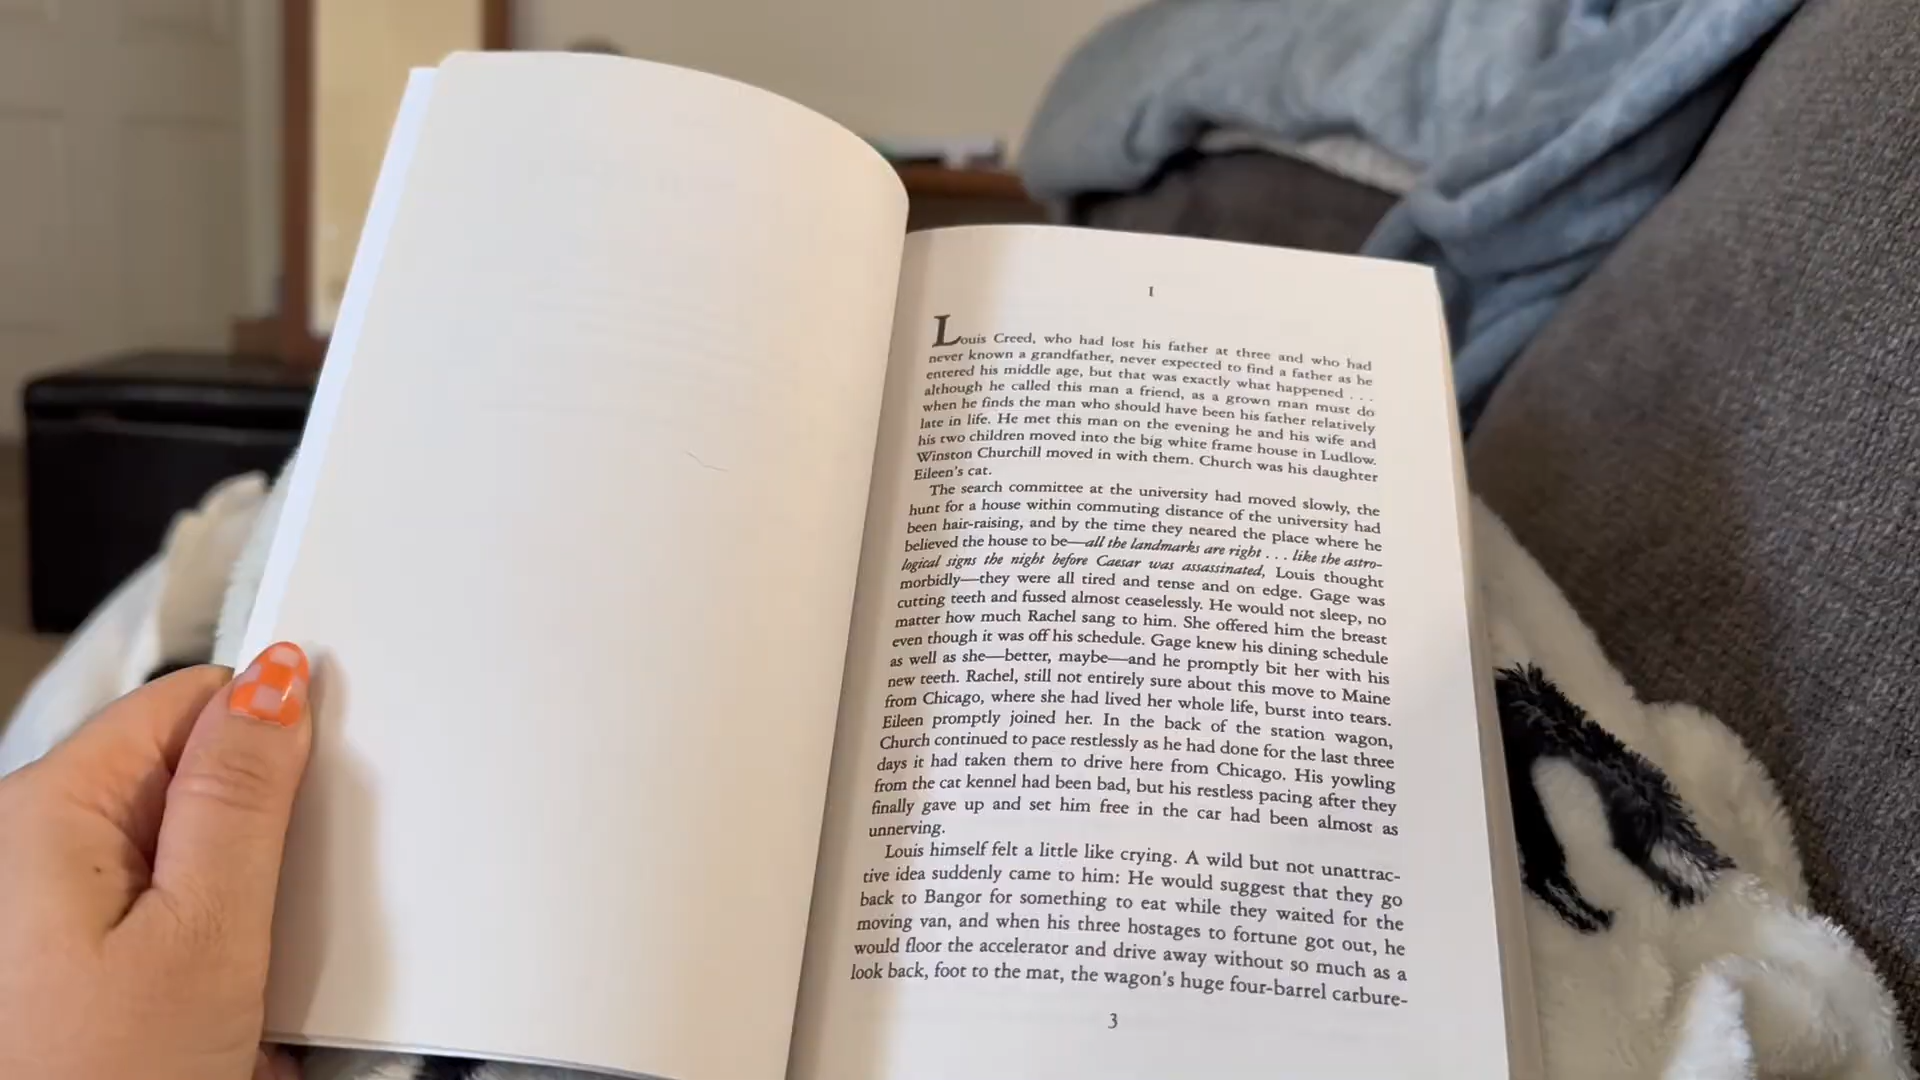 1
Louis Creed, who had lost his father at three and who had
never known a grandfather, never expected to find a father as he
entered his middle age, but that was exactly what happened . . .
although he called this man a friend, as a grown man must do
when he finds the man who should have been his father relatively
late in life. He met this man on the evening he and his wife and
his two children moved into the big white frame house in Ludlow.
Winston Churchill moved in with them. Church was his daughter
Eileen's cat.
The search committee at the university had moved slowly, the
hunt for a house within commuting distance of the university had
been hair-raising, and by the time they neared the place where he
believed the house to be—all the landmarks are right . . . like the astro-
logical signs the night before Caesar was assassinated, Louis thought
morbidly—they were all tired and tense and on edge. Gage was
cutting teeth and fussed almost ceaselessly. He would not sleep, no
matter how much Rachel sang to him. She offered him the breast
even though it was off his schedule. Gage knew his dining schedule
as well as she—better, maybe—and he promptly bit her with his
new teeth. Rachel, still not entirely sure about this move to Maine
from Chicago, where she had lived her whole life, burst into tears.
Eileen promptly joined her. In the back of the station wagon,
Church continued to pace restlessly as he had done for the last three
days it had taken them to drive here from Chicago. His yowling
from the cat kennel had been bad, but his restless pacing after they
finally gave up and set him free in the car had been almost as
unnerving.
Louis himself felt a little like crying. A wild but not unattrac-
tive idea suddenly came to him: He would suggest that they go
back to Bangor for something to eat while they waited for the
moving van, and when his three hostages to fortune got out, he
would floor the accelerator and drive away without so much as a
look back, foot to the mat, the wagon's huge four-barrel carbure-
3